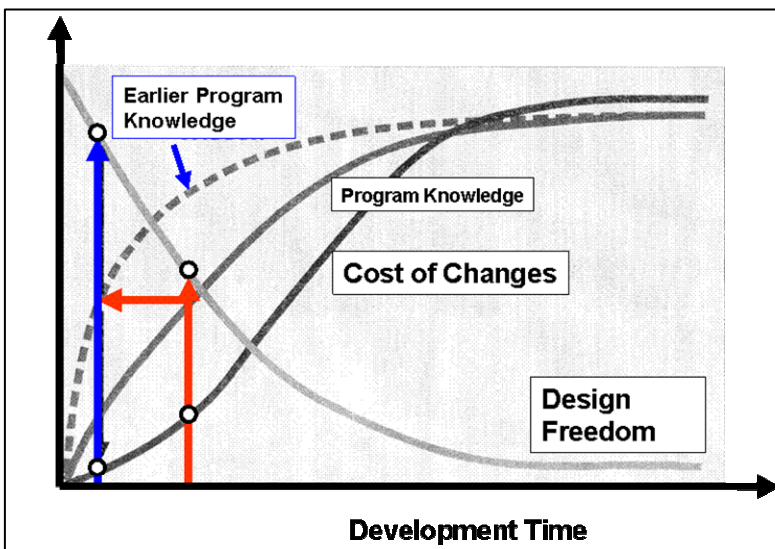 Earlier Program
Knowledge
Program Knowledge
Cost of Changes
Design
Freedom
Development Time